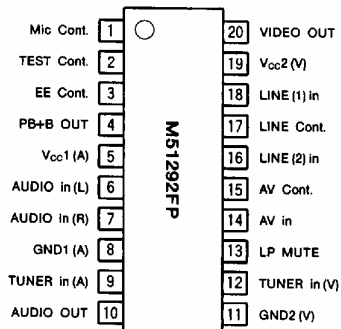 Mic Cont. 1
TEST Cont. 2
EE Cont. 3
PB+B OUT 4
Vcc1 (A) 5
AUDIO in (L) 6
AUDIO in (R) 7
GND1 (A) 8
TUNER in (A) 9
AUDIO OUT 10
M51292FP
20 VIDEO OUT
19 Vcc2 (V)
18 LINE (1) in
17 LINE Cont.
16 LINE (2) in
15 AV Cont.
14 AV in
13 LP MUTE
12 TUNER in (V)
11 GND2 (V)